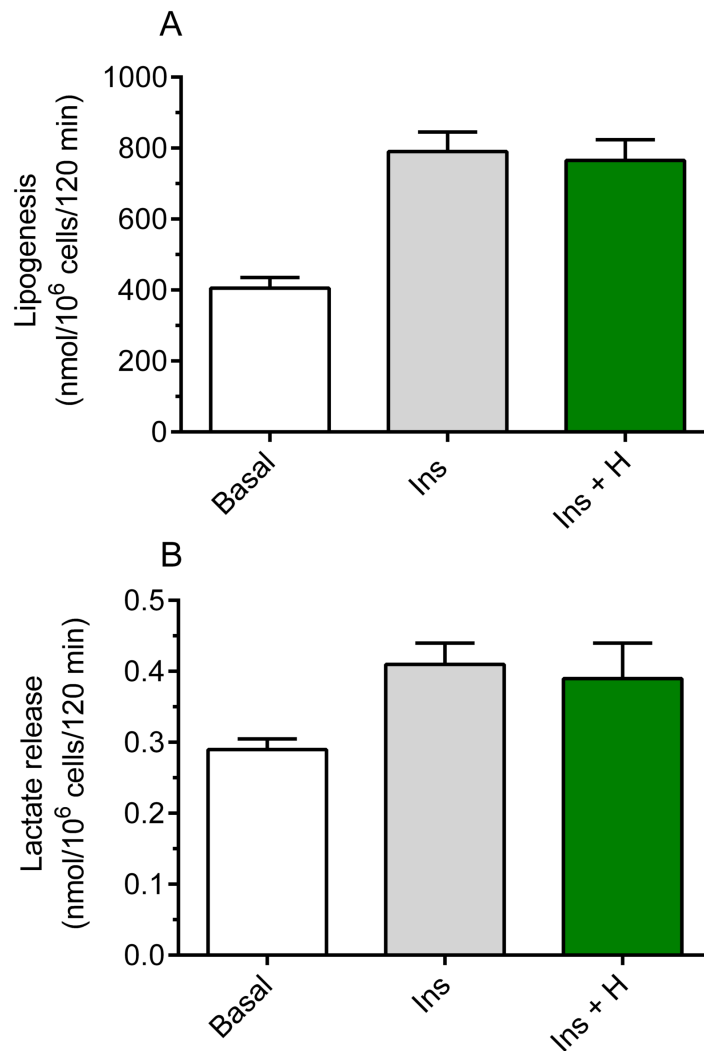 A
Lipogenesis
(nmol/10⁶ cells/120 min)
1000
800
600
400
200
0
Basal
Ins
Ins + H
B
Lactate release
(nmol/10⁶ cells/120 min)
0.5
0.4
0.3
0.2
0.1
0.0
Basal
Ins
Ins + H